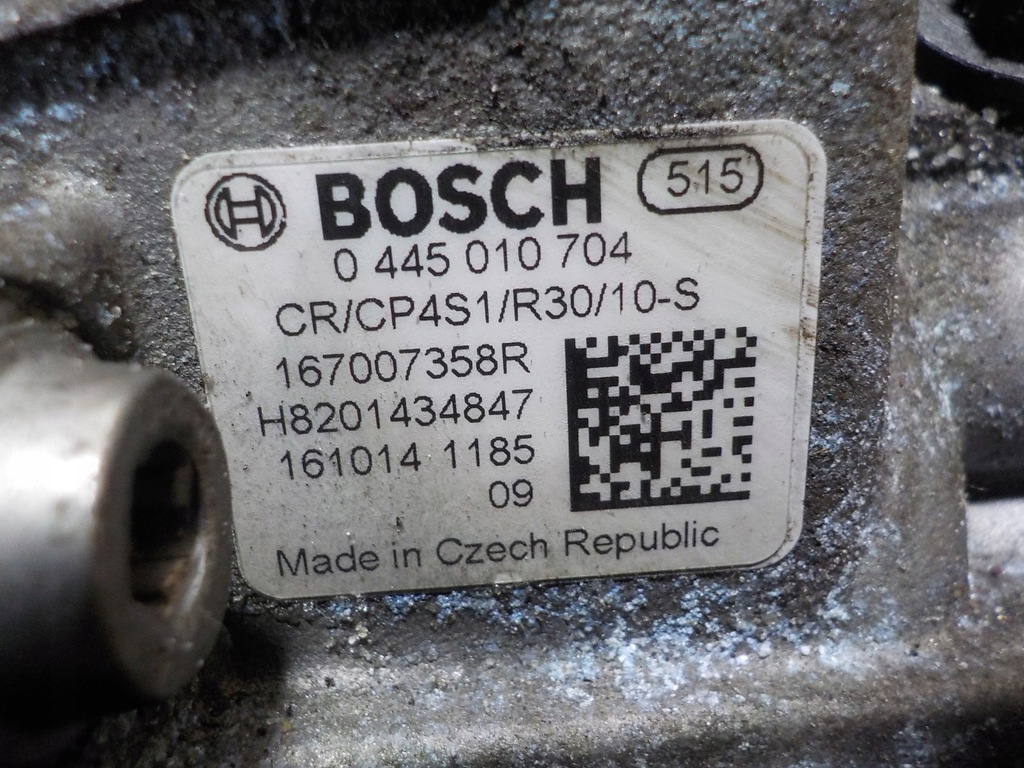 BOSCH 515
0 445 010 704
CR/CP4S1/R30/10-S
167007358R
H8201434847
161014 1185
09
Made in Czech Republic